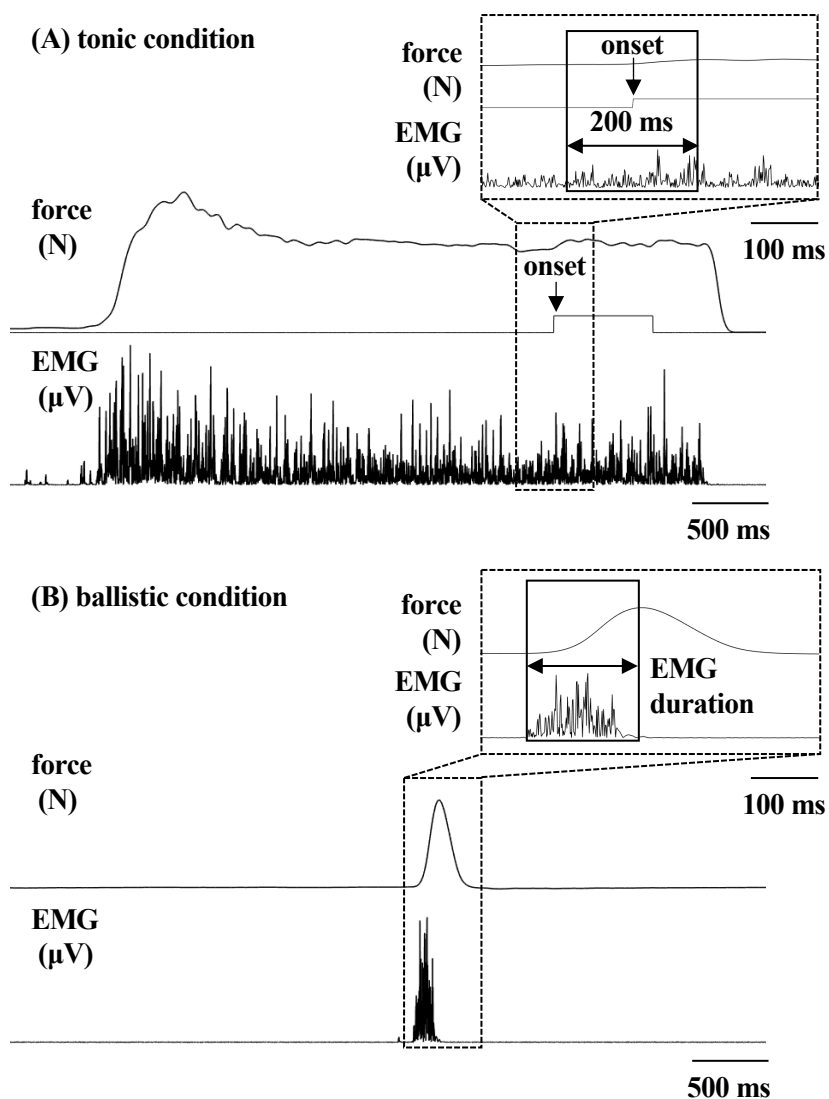 (A) tonic condition
force
(N)
onset
200 ms
EMG
(μV)
100 ms
force
(N)
onset
EMG
(μV)
500 ms
(B) ballistic condition
force
(N)
EMG
(μV)
EMG
duration
100 ms
force
(N)
EMG
(μV)
500 ms